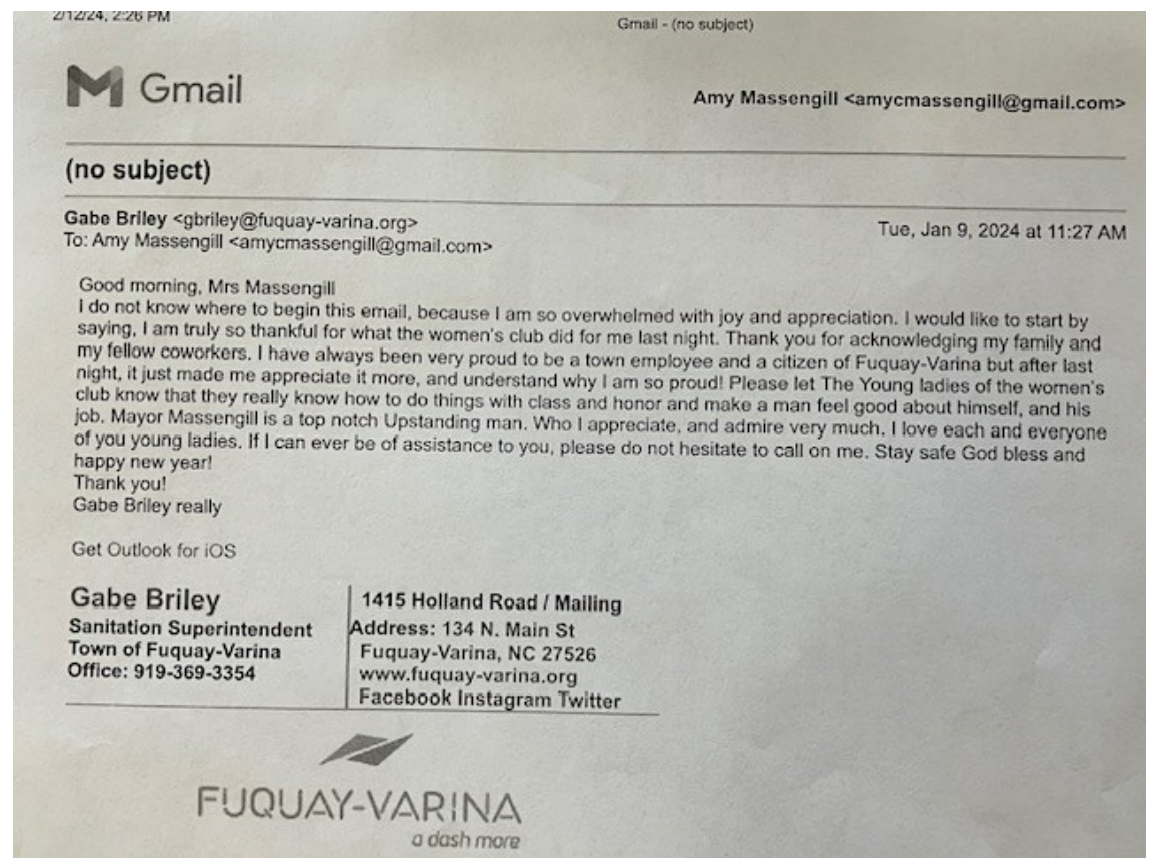 2/12/24, 2:26 PM
Gmail - (no subject)
Gmail
Amy Massengill <amycmassengill@gmail.com>
(no subject)
Gabe Briley <gbriley@fuquay-varina.org>
Tue, Jan 9, 2024 at 11:27 AM
To: Amy Massengill <amycmassengill@gmail.com>
Good morning, Mrs Massengill
I do not know where to begin this email, because I am so overwhelmed with joy and appreciation. I would like to start by
saying, I am truly so thankful for what the women's club did for me last night. Thank you for acknowledging my family and
my fellow coworkers. I have always been very proud to be a town employee and a citizen of Fuquay-Varina but after last
night, it just made me appreciate it more, and understand why I am so proud! Please let The Young ladies of the women's
club know that they really know how to do things with class and honor and make a man feel good about himself, and his
job. Mayor Massengill is a top notch Upstanding man. Who I appreciate, and admire very much, I love each and everyone
of you young ladies. If I can ever be of assistance to you, please do not hesitate to call on me. Stay safe God bless and
happy new year!
Thank you!
Gabe Briley really
Get Outlook for iOS
Gabe Briley
Sanitation Superintendent
Town of Fuquay-Varina
Office: 919-369-3354
1415 Holland Road / Mailing
Address: 134 N. Main St
Fuquay-Varina, NC 27526
www.fuquay-varina.org
Facebook Instagram Twitter
FUQUAY-VARINA
a dash more